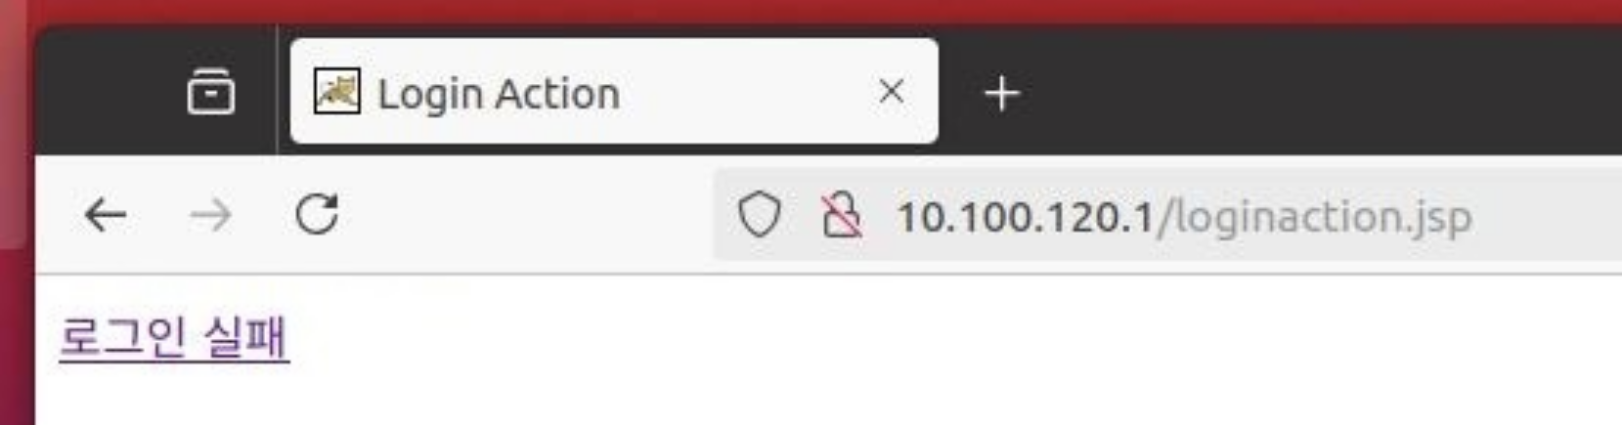 Login Action
10.100.120.1/loginaction.jsp
로그인 실패